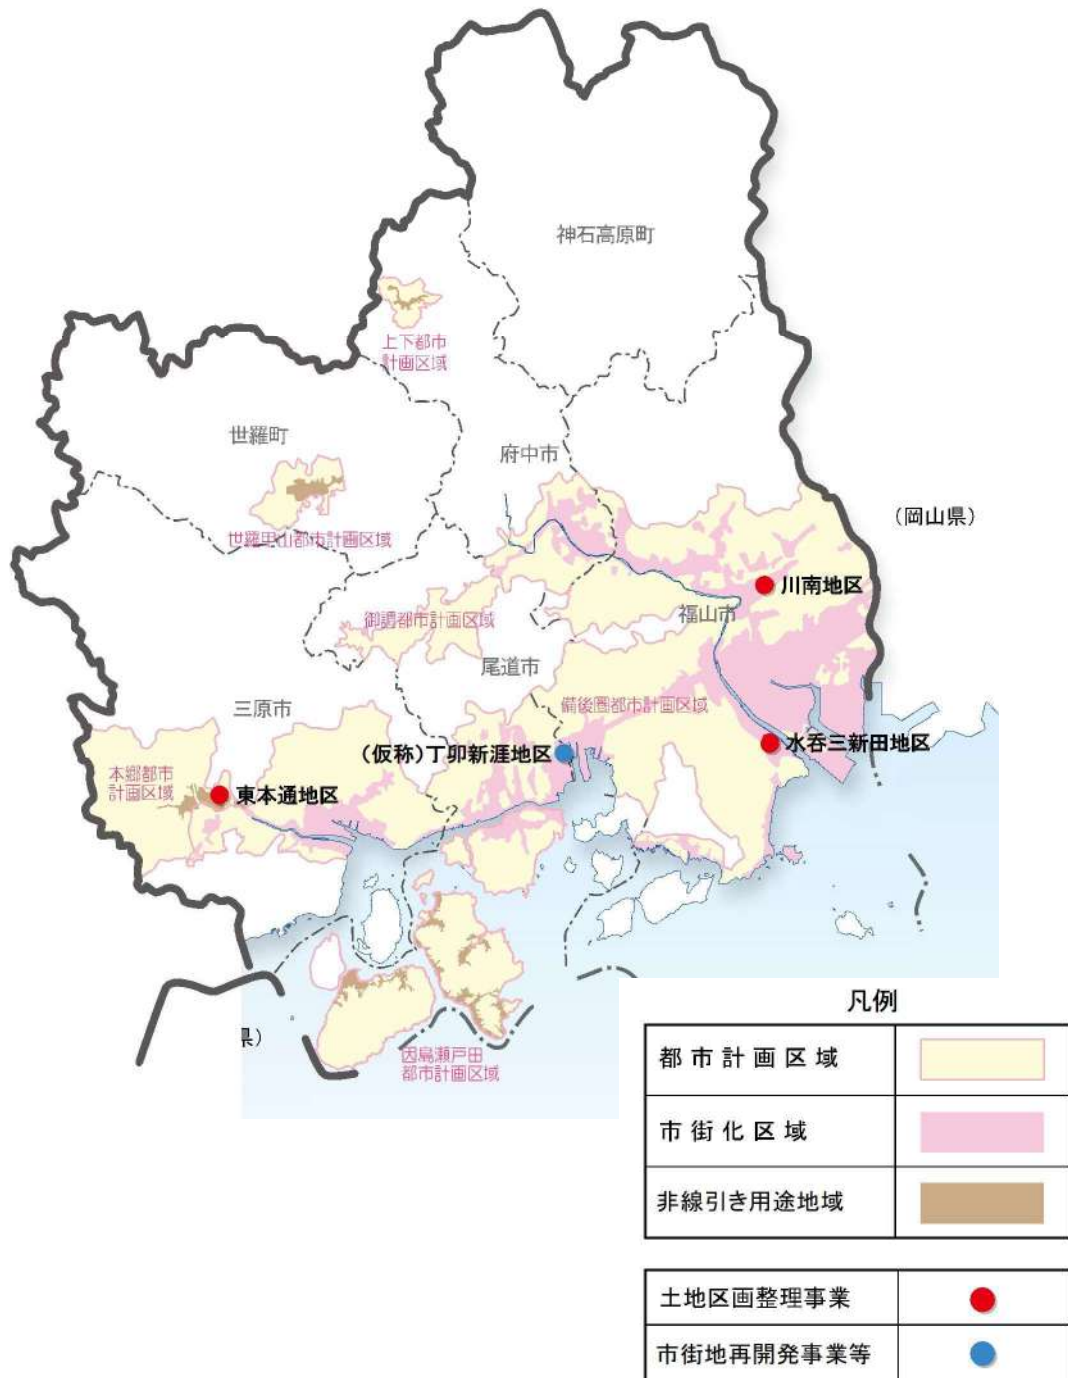 神石高原町
上下都市
計画区域
世羅町
府中市
世羅甲山都市計画区域
(岡山県)
川南地区
福山市
御調都市計画区域
尾道市
備後圏都市計画区域
三原市
水呑三新田地区
(仮称)丁卯新涯地区
本郷都市
計画区域
東本通地区
県)
因島瀬戸田
都市計画区域
凡例
都市計画区域
市街化区域
非線引き用途地域
土地区画整理事業
市街地再開発事業等